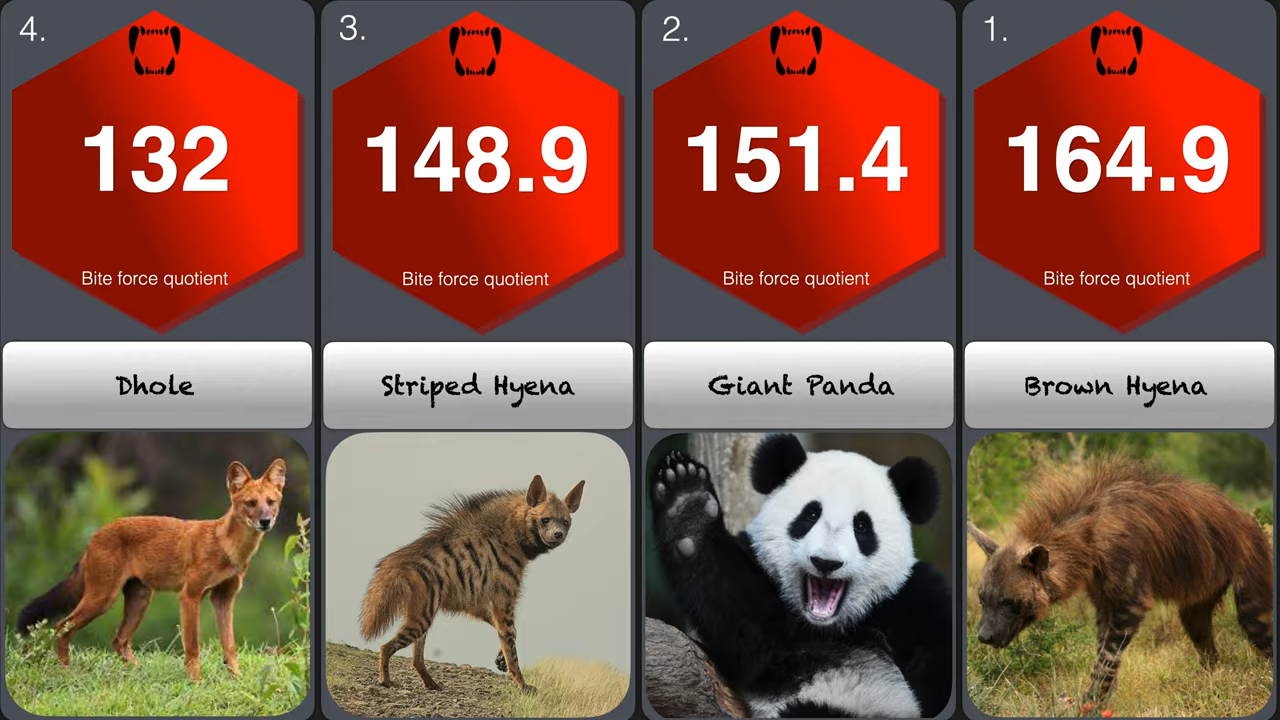 4.
132
Bite force quotient
Dhole
3.
148.9
Bite force quotient
Striped Hyena
2.
151.4
Bite force quotient
Giant Panda
1.
164.9
Bite force quotient
Brown Hyena